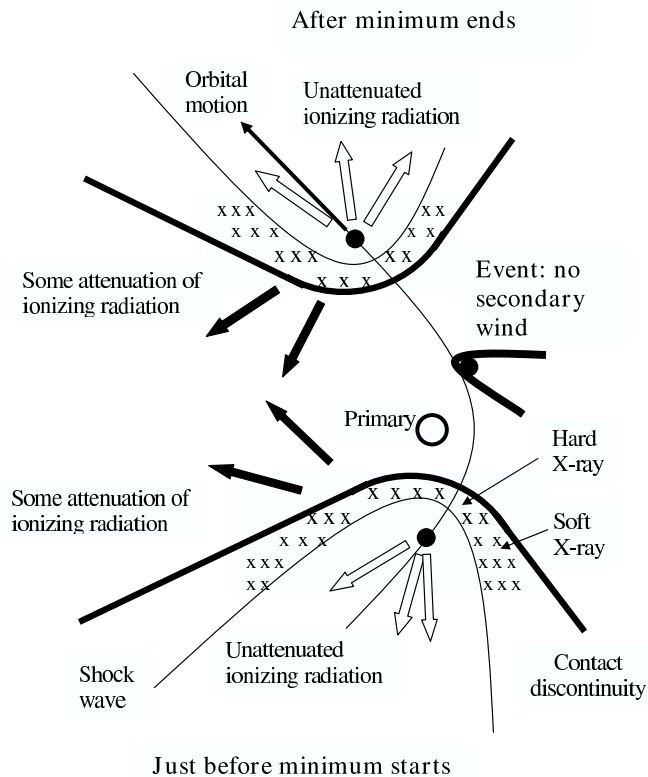 After minimum ends
Orbital
motion
Unattenuated
ionizing radiation
x x x
x x
x x x
x x
x x x
x x
x x x
Some attenuation of
ionizing radiation
Event: no
secondary
wind
Primary
Hard
X-ray
x x x x
Some attenuation of
ionizing radiation
x x x
x x
Soft
X-ray
x x x
x x
x x x
x x
x x
x x x
Unattenuated
ionizing radiation
Shock
wave
Contact
discontinuity
Just before minimum starts